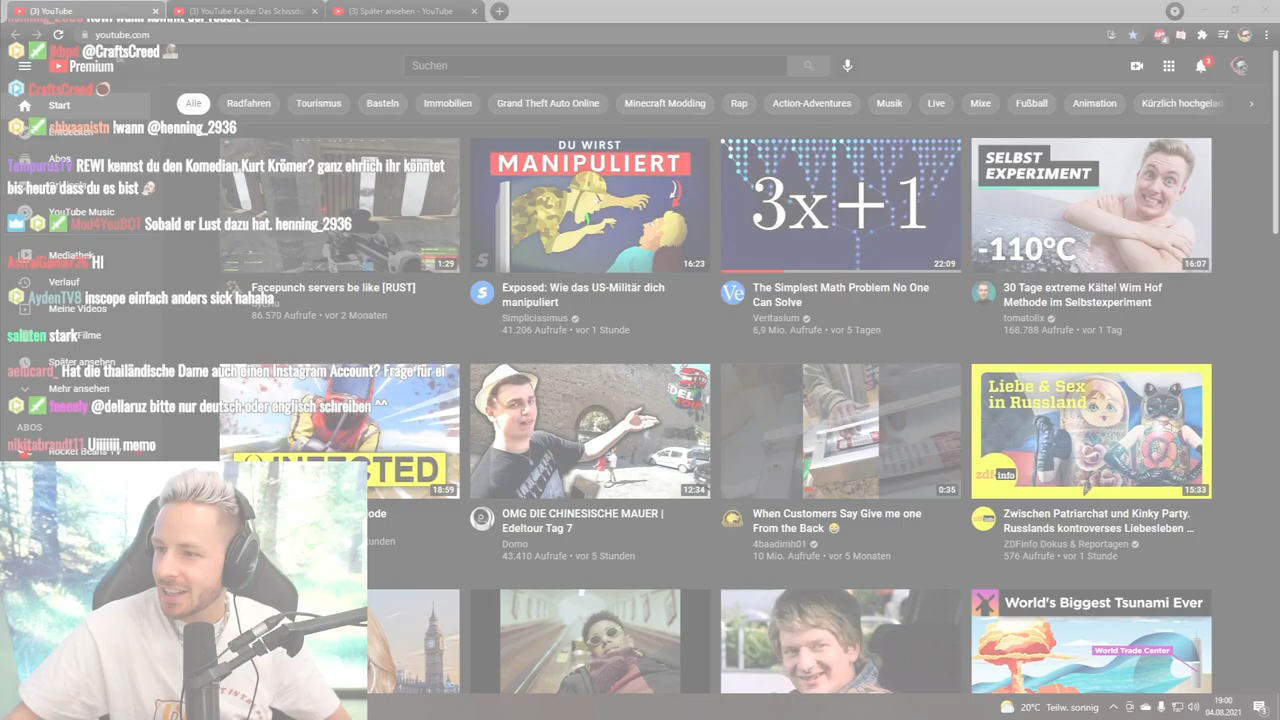 (3) YouTube
(3) YouTube Kacke: Das Schissdu
(3) Später ansehen - YouTube
youtube.com
@CraftsCreed
Premium
Suchen
3
CraftsCreed
Start
Alle
Radfahren
Tourismus
Basteln
Immobilien
Grand Theft Auto Online
Minecraft Modding
Rap
Action-Adventures
Musik
Live
Mixe
Fußball
Animation
Kürzlich hochgelad
!wann @henning_2936
Abos
REWI kennst du den Komedian Kurt Krömer? ganz ehrlich ihr könntet
bis heute dass du es bist
YouTube Music
Mod4YouBOT Sobald er Lust dazu hat. henning_2936
Mediathek
HI
Verlauf
AydenTV8 inscope einfach anders sick hahaha
Meine Videos
saluten stark
Filme
Später ansehen
Hat die thailändische Dame auch einen Instagram Account? Frage für ei
Mehr ansehen
@dellaruz bitte nur deutsch oder englisch schreiben ^^
ABOS
nikitabrandt11 Uiiiiiii memo
Rocket Beans TV
1:29
Facepunch servers be like [RUST]
86.570 Aufrufe • vor 2 Monaten
DU WIRST
MANIPULIERT
16:23
Exposed: Wie das US-Militär dich
manipuliert
Simplicissimus
41.206 Aufrufe • vor 1 Stunde
3x+1
22:09
Ve
The Simplest Math Problem No One
Can Solve
Veritasium
6,9 Mio. Aufrufe • vor 5 Tagen
SELBST
EXPERIMENT
-110°C
16:07
30 Tage extreme Kälte! Wim Hof
Methode im Selbstexperiment
tomatolix
168.788 Aufrufe • vor 1 Tag
INFECTED
18:59
12:34
OMG DIE CHINESISCHE MAUER |
Edeltour Tag 7
Domo
43.410 Aufrufe • vor 5 Stunden
0:35
When Customers Say Give me one
From the Back 😂
4baadimh01
10 Mio. Aufrufe • vor 5 Monaten
Liebe & Sex
in Russland
zdf info
15:33
Zwischen Patriarchat und Kinky Party.
Russlands kontroverses Liebesleben ...
ZDFinfo Dokus & Reportagen
576 Aufrufe • vor 1 Stunde
World's Biggest Tsunami Ever
World Trade Center
20°C Teilw. sonnig
19:00
04.08.2021